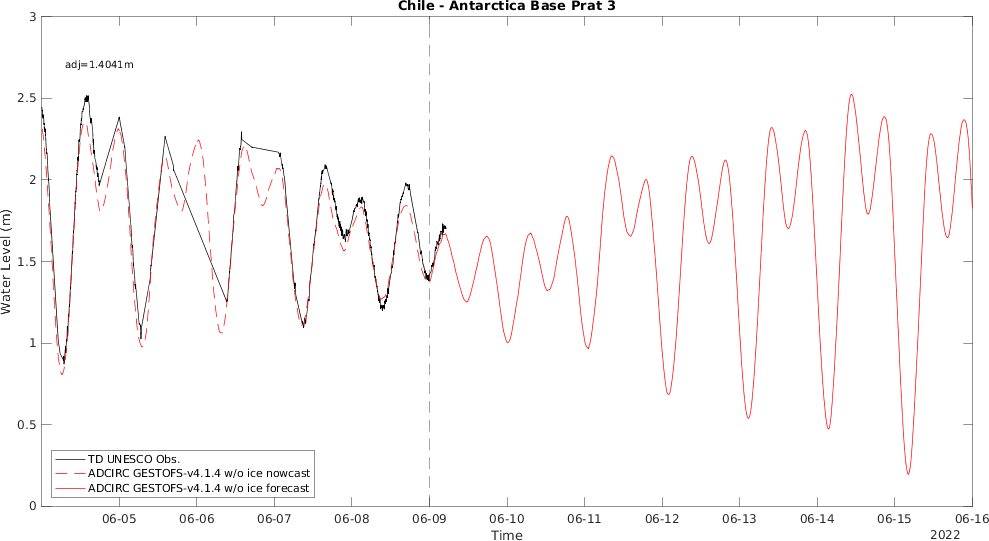 Chile - Antarctica Base Prat 3
adj=1.4041m
Water Level (m)
3
2.5
2
1.5
1
0.5
0
TD UNESCO Obs.
ADCIRC GESTOFS-v4.1.4 w/o ice nowcast
ADCIRC GESTOFS-v4.1.4 w/o ice forecast
06-05 06-06 06-07 06-08 06-09 06-10 06-11 06-12 06-13 06-14 06-15 06-16
Time
2022